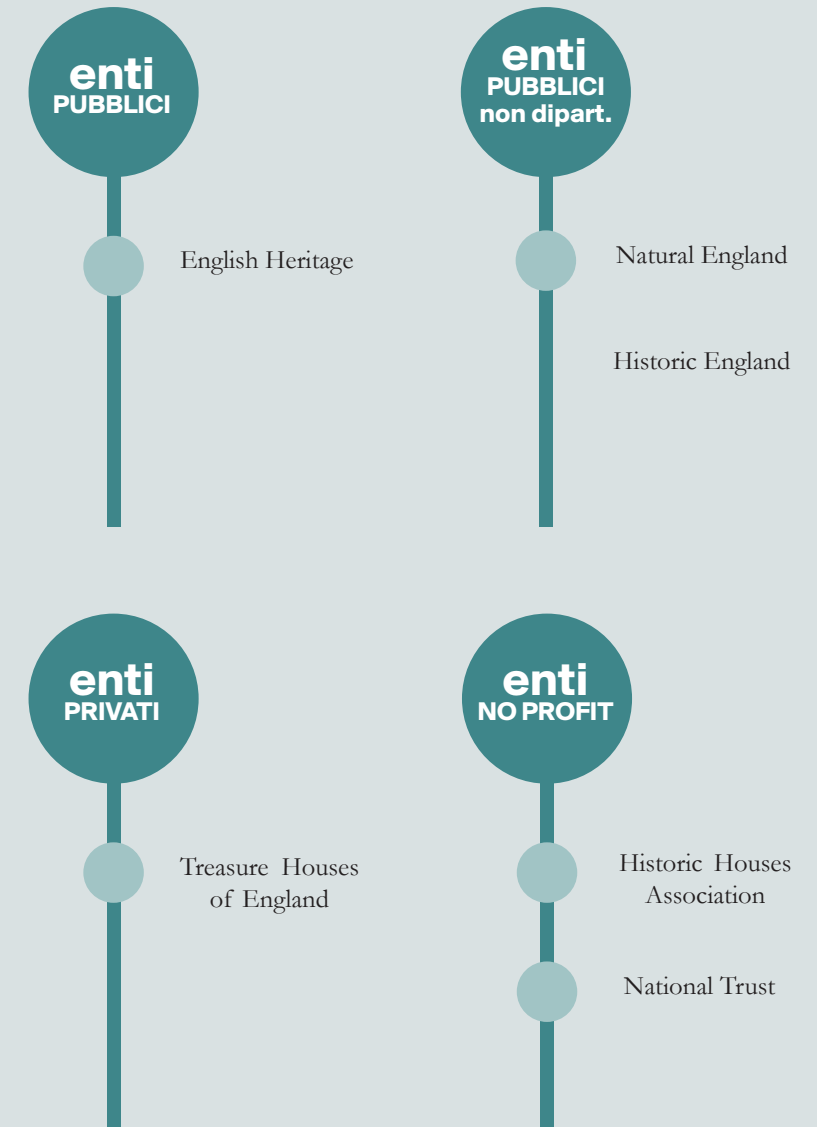 enti
PUBBLICI
English Heritage
enti
PUBBLICI
non dipart.
Natural England
Historic England
enti
PRIVATI
Treasure Houses
of England
enti
NO PROFIT
Historic Houses
Association
National Trust